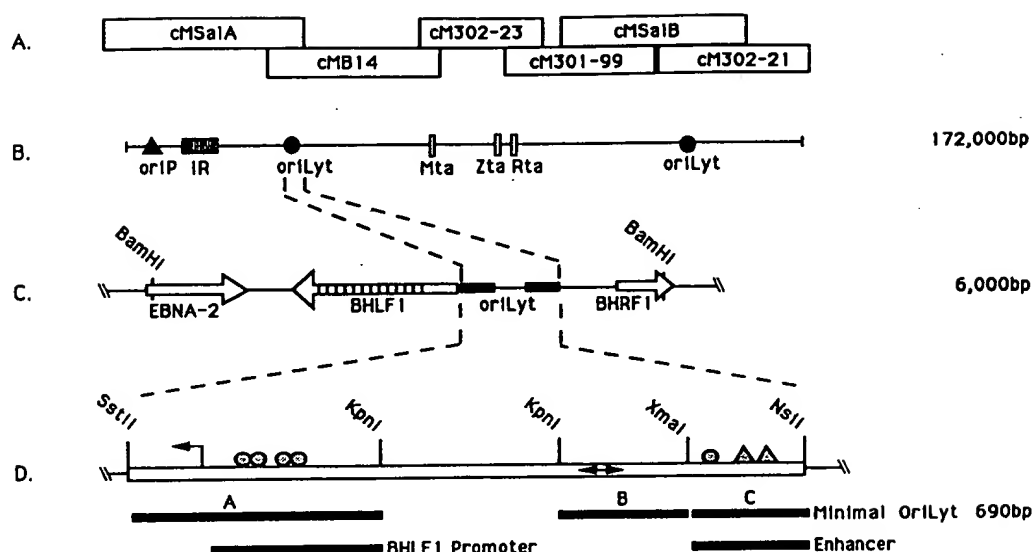 A.
cMSalA
cM302-23
cMSalB
cMB14
cM301-99
cM302-21
B.
172,000bp
oriP
IR
oriLyt
Mta
Zta
Rta
oriLyt
BamHI
BamHI
C.
6,000bp
EBNA-2
BHLF1
oriLyt
BHRF1
SstII
KpnI
KpnI
XmaI
NsiI
D.
A
B
C
Minimal OriLyt 690bp
BHLF1 Promoter
Enhancer